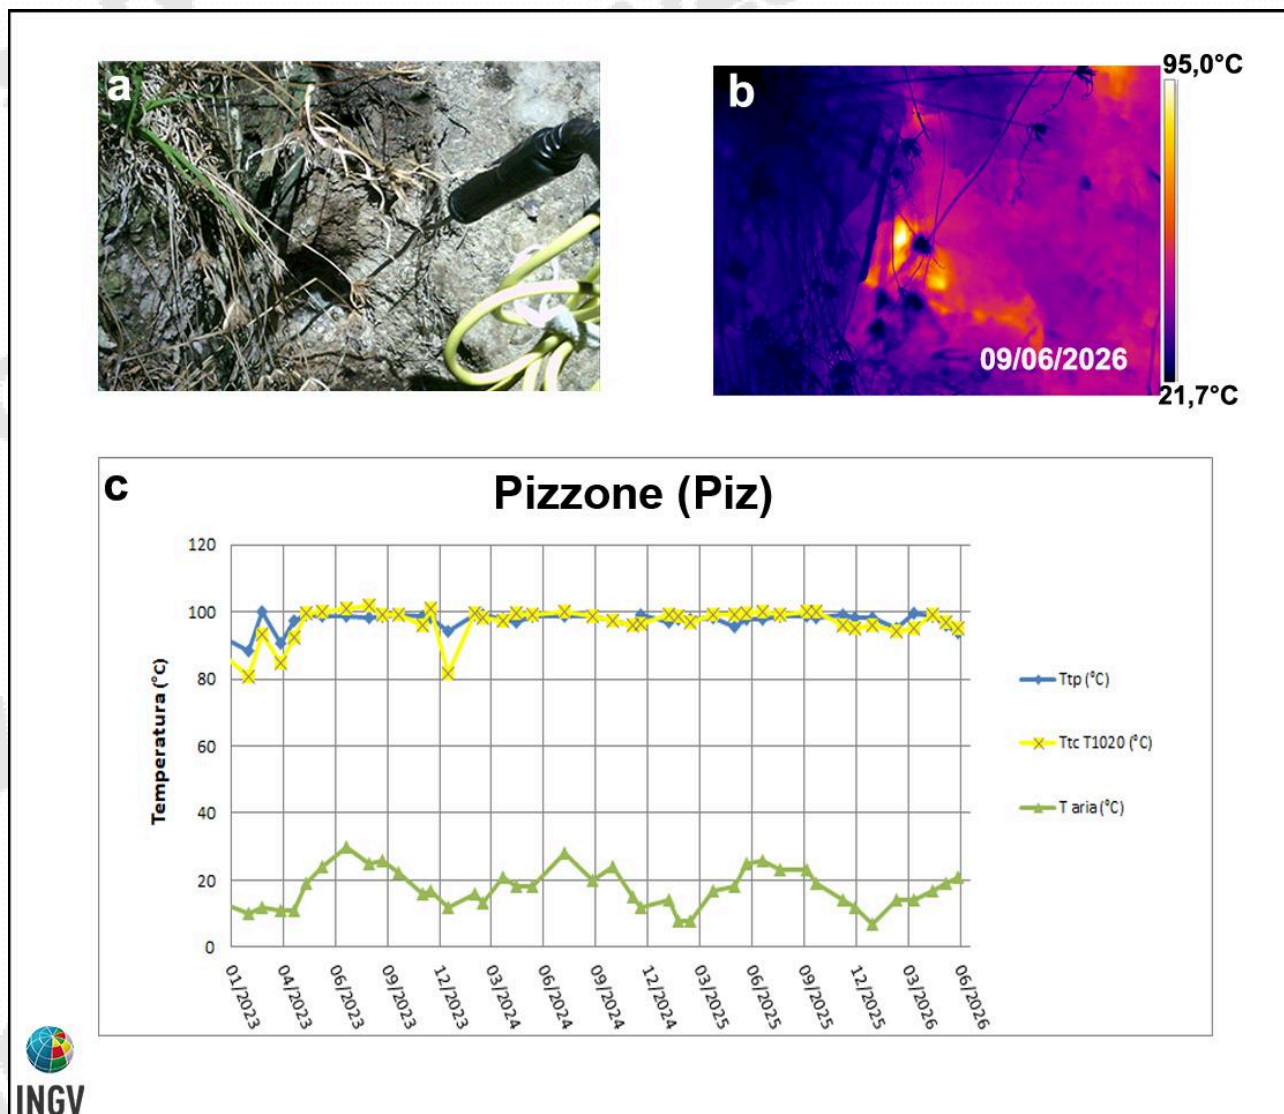 a
b
95,0°C
09/06/2026
21,7°C
c
Pizzone (Piz)
Temperatura (°C)
120
100
80
60
40
20
0
01/2023
04/2023
06/2023
09/2023
12/2023
03/2024
06/2024
09/2024
12/2024
03/2025
06/2025
09/2025
12/2025
03/2026
06/2026
Ttp (°C)
Ttc T1020 (°C)
T aria (°C)
INGV